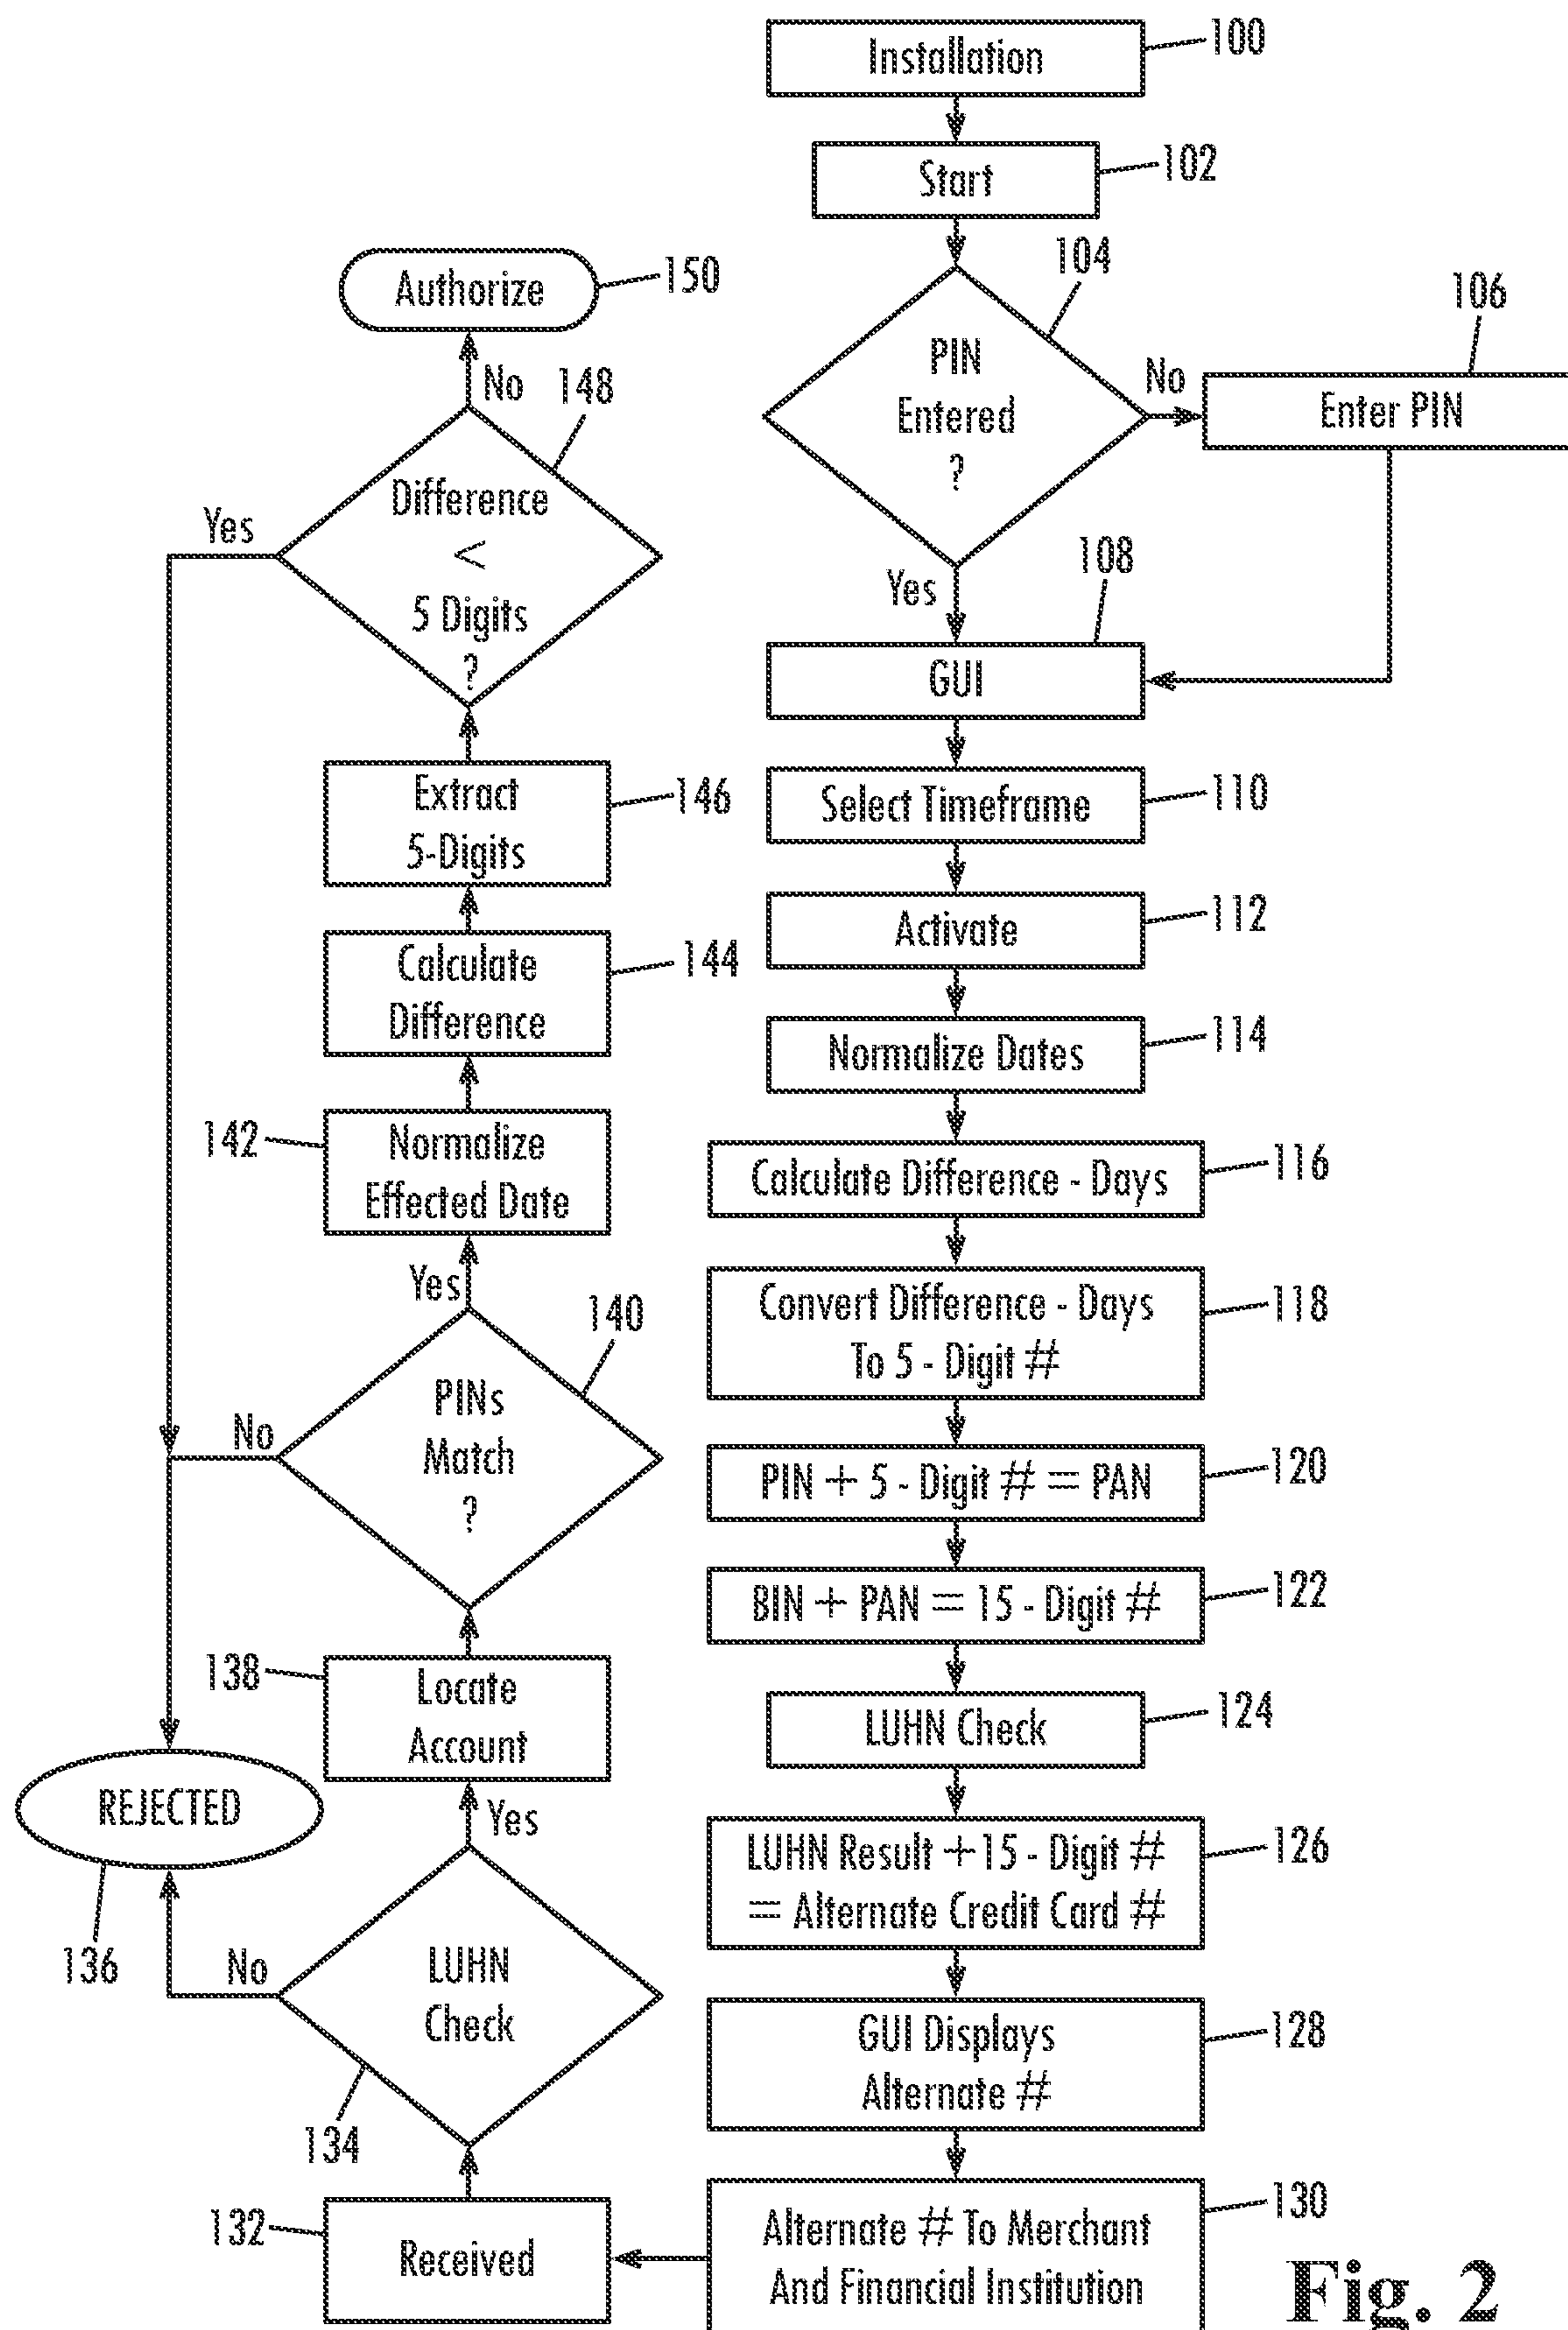 Installation
100
Start
102
PIN
Entered
?
104
No
Enter PIN
106
Yes
GUI
108
Select Timeframe
110
Activate
112
Normalize Dates
114
Calculate Difference - Days
116
Convert Difference - Days
To 5 - Digit #
118
PIN + 5 - Digit # = PAN
120
BIN + PAN = 15 - Digit #
122
LUHN Check
124
LUHN Result +15 - Digit #
= Alternate Credit Card #
126
GUI Displays
Alternate #
128
Alternate # To Merchant
And Financial Institution
130
Received
132
LUHN
Check
134
No
REJECTED
136
Yes
Locate
Account
138
PINs
Match
?
140
No
Yes
Normalize
Effected Date
142
Calculate
Difference
144
Extract
5-Digits
146
Difference
<
5 Digits
?
148
Yes
No
Authorize
150
Fig. 2